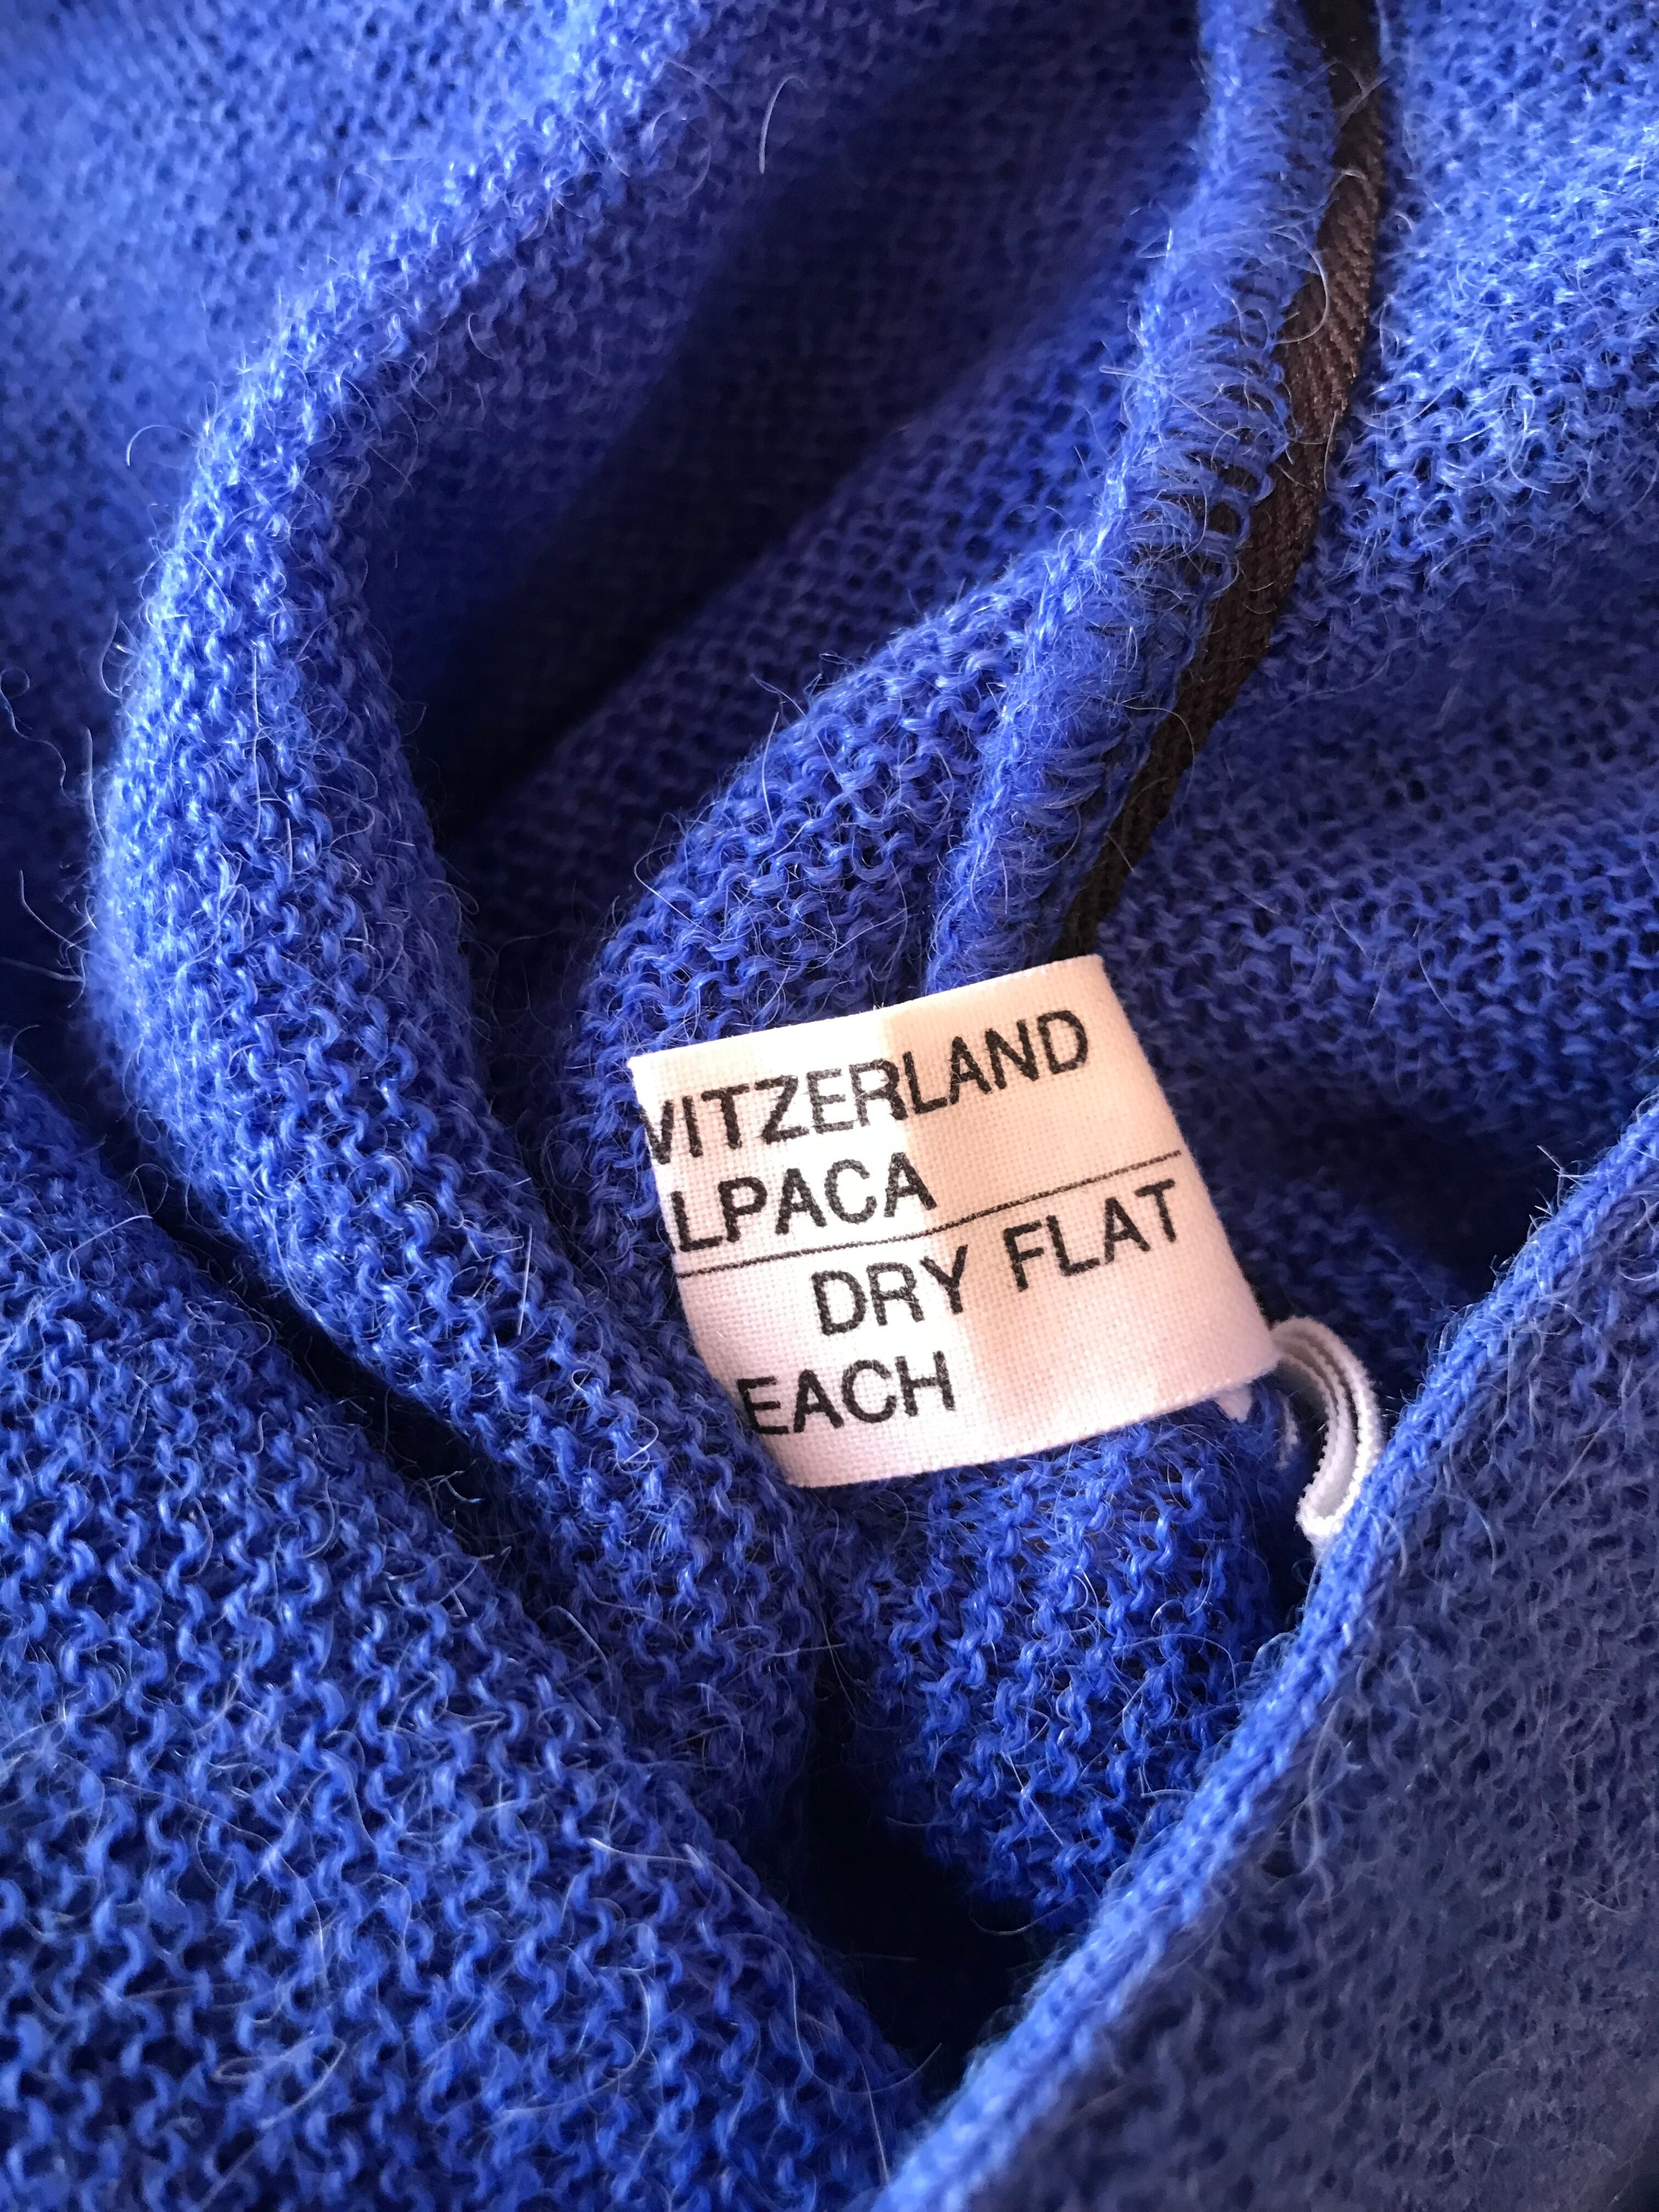 WITZERLAND
LPACA
DRY FLAT
EACH